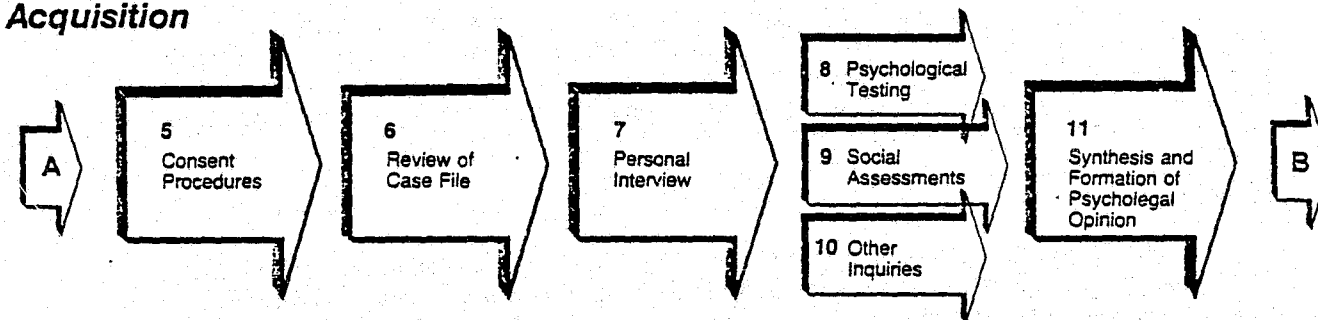 Acquisition
A
5
Consent
Procedures
6
Review of
Case File
7
Personal
Interview
8 Psychological
Testing
9 Social
Assessments
10 Other
Inquiries
11
Synthesis and
Formation of
Psycholegal
Opinion
B